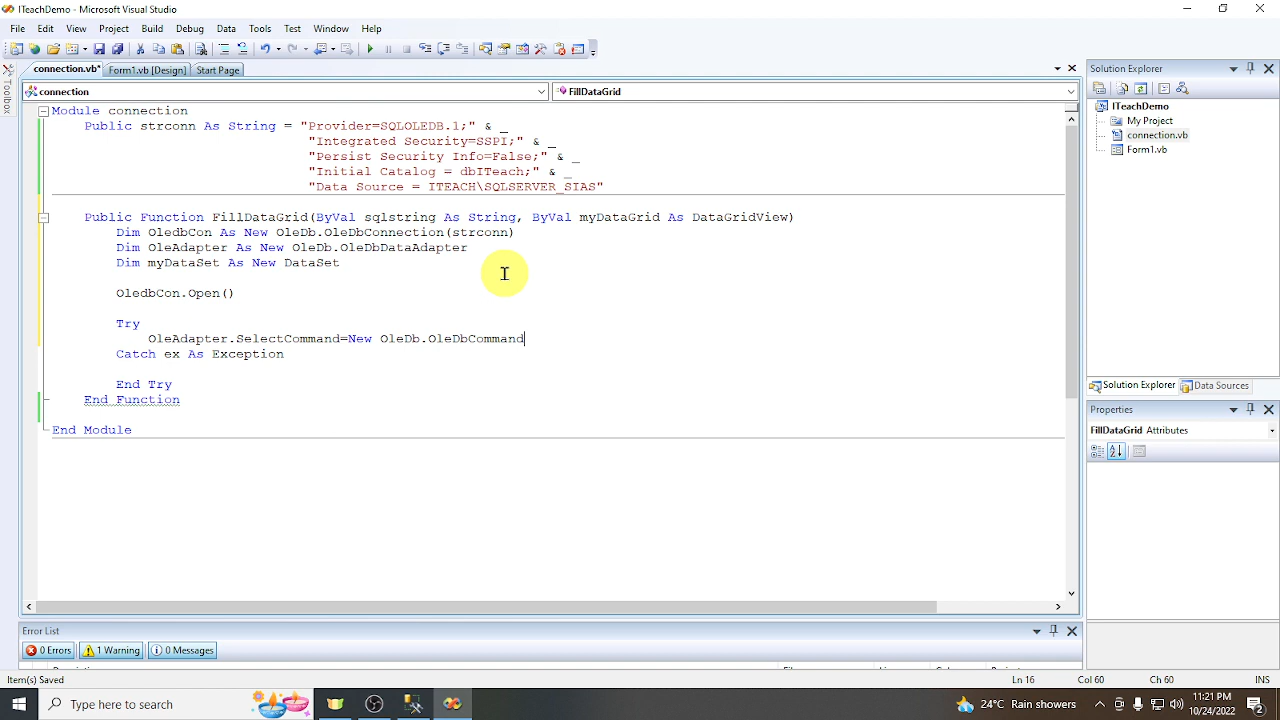 ITeachDemo - Microsoft Visual Studio
File Edit View Project Build Debug Data Tools Test Window Help
connection.vb* Form1.vb [Design] Start Page
connection FillDataGrid
Toolbox
Module connection
Public strconn As String = "Provider=SQLOLEDB.1;" & _
"Integrated Security=SSPI;" & _
"Persist Security Info=False;" & _
"Initial Catalog = dbITeach;" & _
"Data Source = ITEACH\SQLSERVER_SIAS"
Public Function FillDataGrid(ByVal sqlstring As String, ByVal myDataGrid As DataGridView)
Dim OledbCon As New OleDb.OleDbConnection(strconn)
Dim OleAdapter As New OleDb.OleDbDataAdapter
Dim myDataSet As New DataSet
OledbCon.Open()
Try
OleAdapter.SelectCommand=New OleDb.OleDbCommand
Catch ex As Exception
End Try
End Function
End Module
Solution Explorer
ITeachDemo
My Project
connection.vb
Form1.vb
Solution Explorer Data Sources
Properties
FillDataGrid Attributes
Error List
0 Errors 1 Warning 0 Messages
Item(s) Saved Ln 16 Col 60 Ch 60 INS
Type here to search 24°C Rain showers 11:21 PM
10/24/2022 2